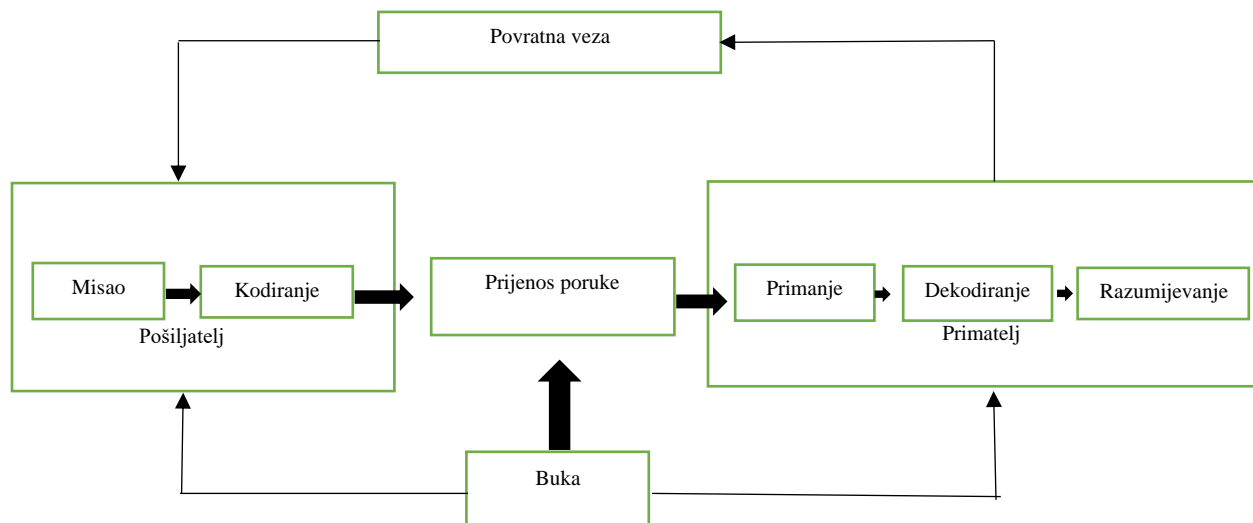 Povratna veza
Misao
Kodiranje
Pošiljatelj
Prijenos poruke
Primanje
Dekodiranje
Razumijevanje
Primatelj
Buka